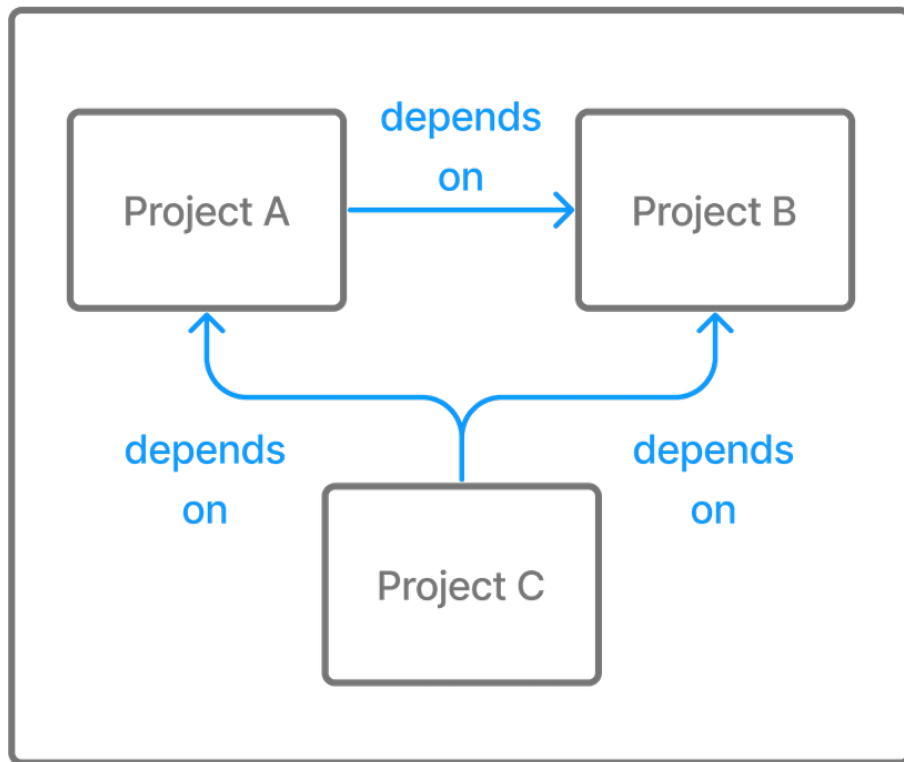 depends
on
Project A
Project B
depends
on
depends
on
Project C